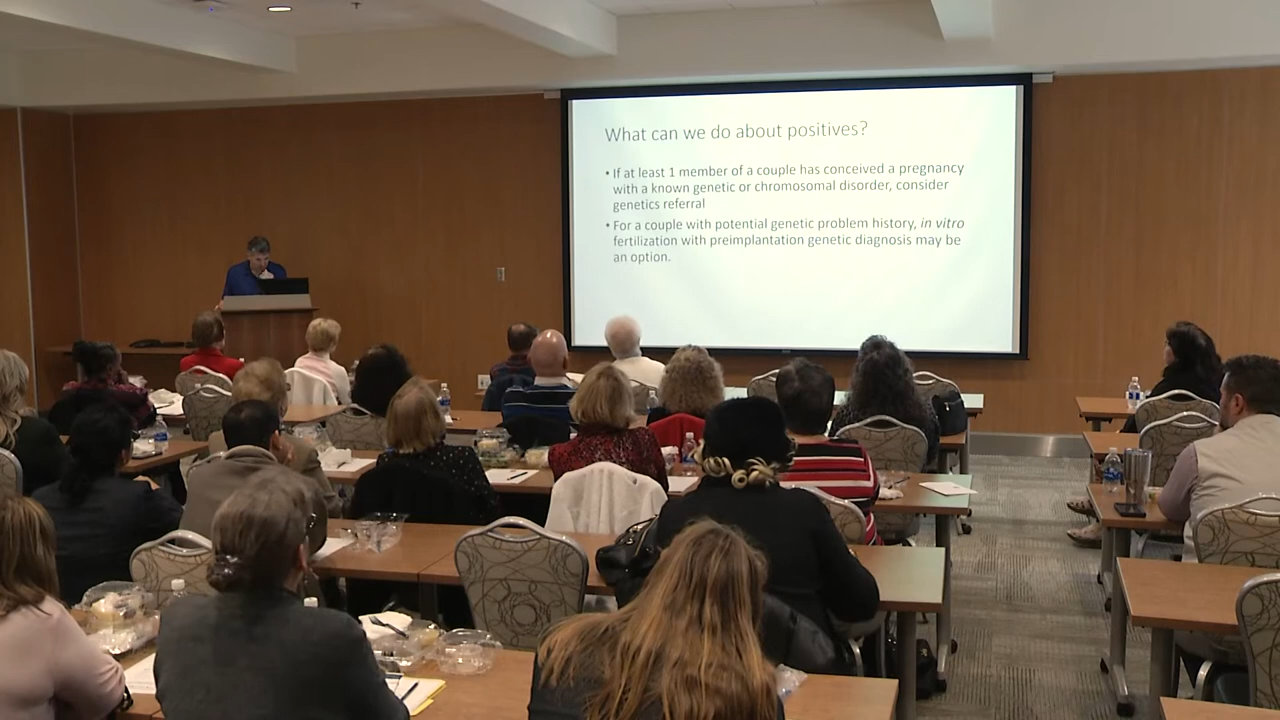 What can we do about positives?
• If at least 1 member of a couple has conceived a pregnancy
with a known genetic or chromosomal disorder, consider
genetics referral
• For a couple with potential genetic problem history, in vitro
fertilization with preimplantation genetic diagnosis may be
an option.